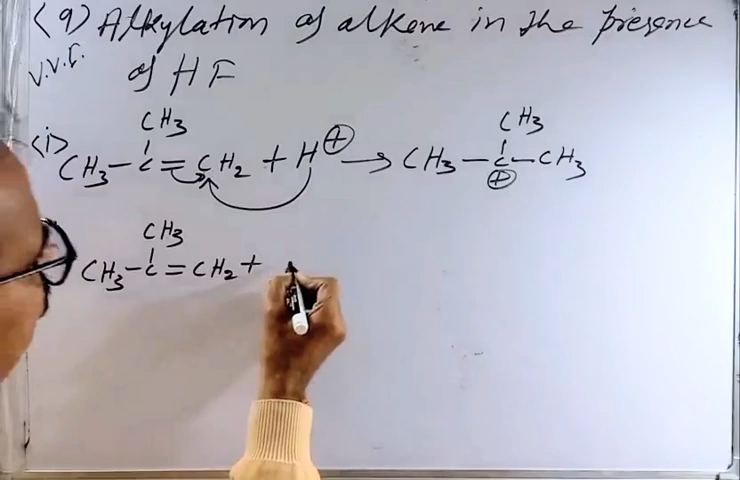 (9) Alkylation of alkene in the presence
V.V.I. of HF
CH3
(i) CH3-C=CH2 + H⊕ → CH3-C-CH3
CH3
⊕
CH3
CH3-C=CH2 +